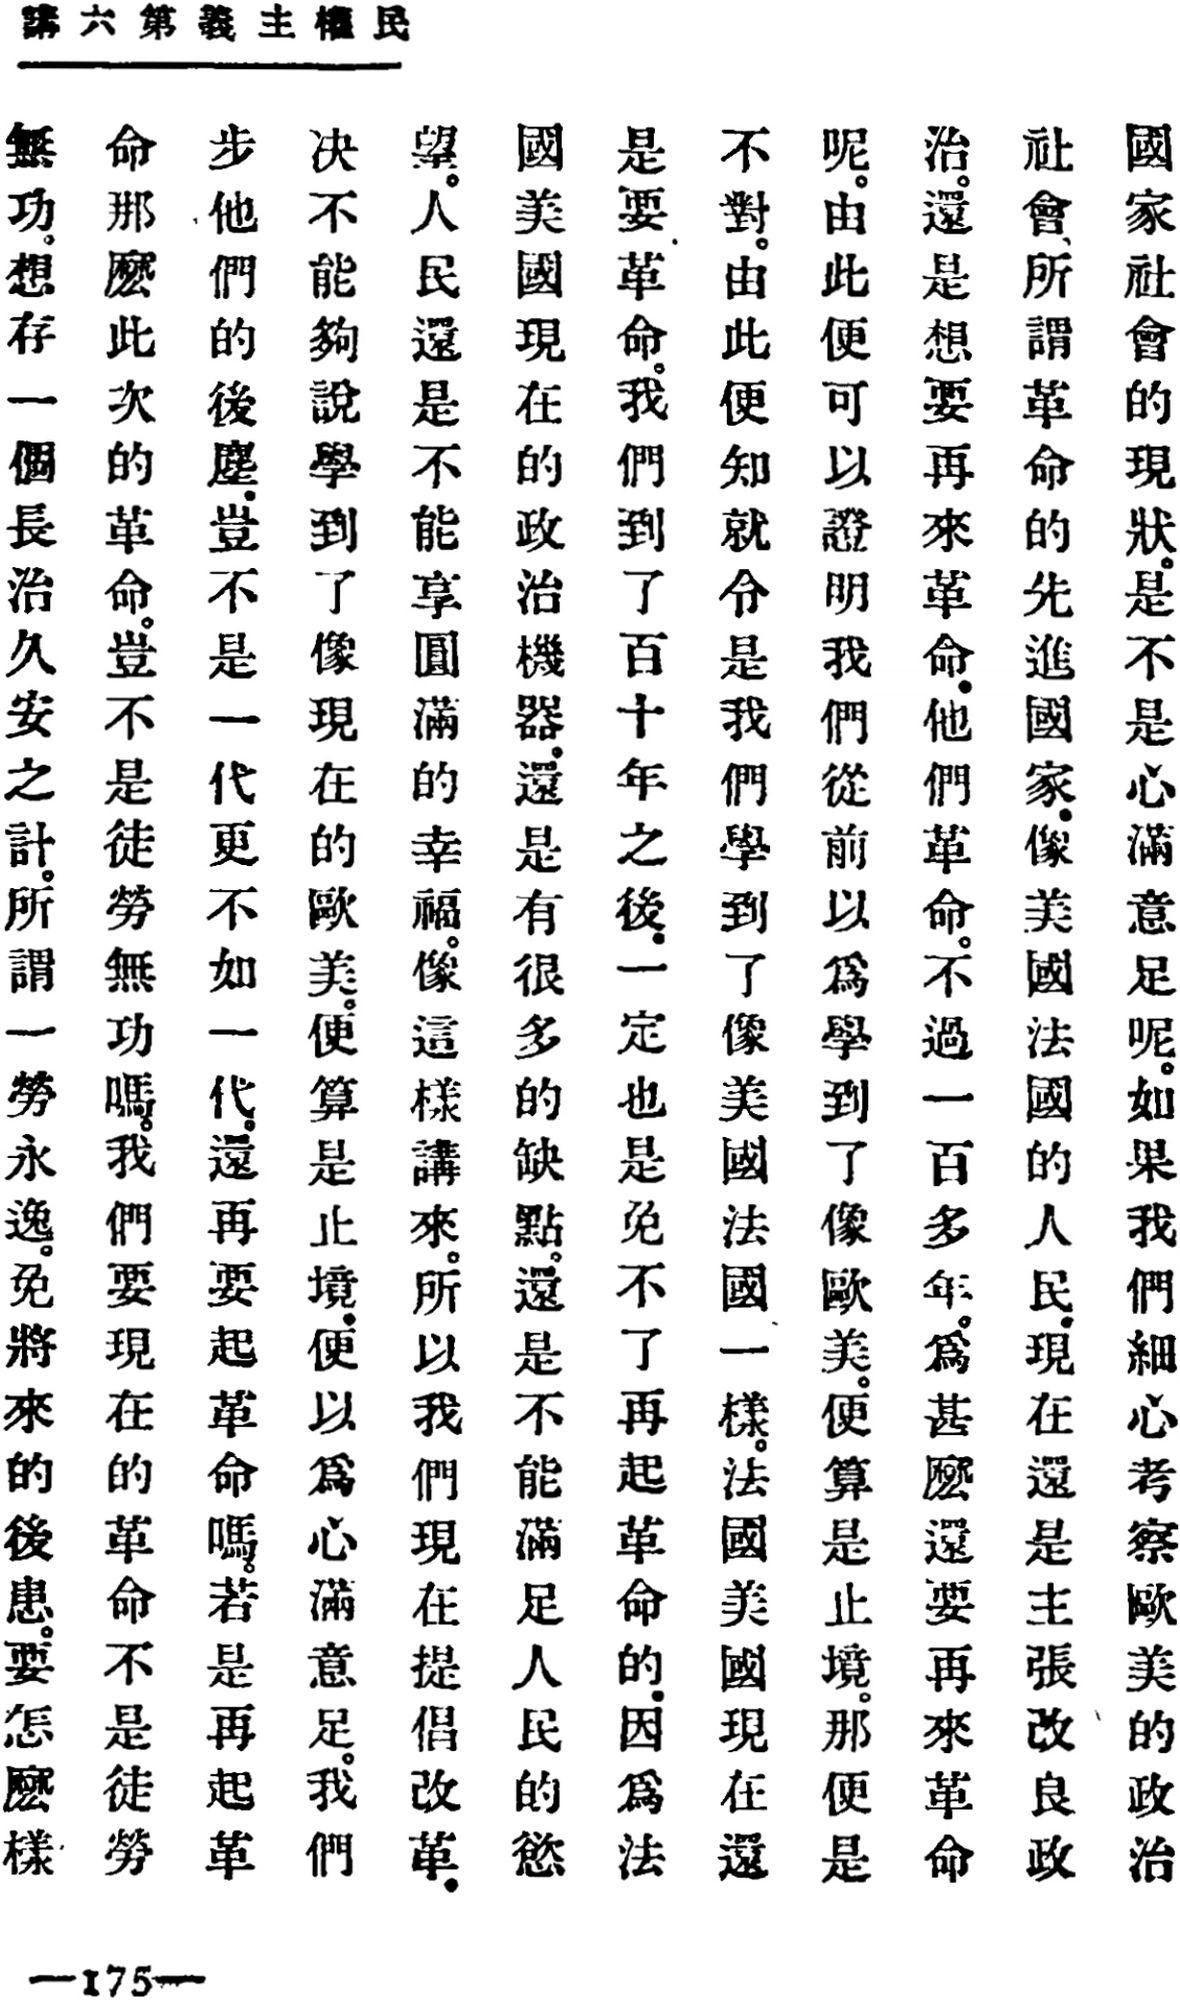 民權主義第六講
國家社會的現狀。是不是心滿意足呢。如果我們細心考察歐美的政治
社會、所謂革命的先進國家。像美國法國的人民。現在還是主張改良政
治。還是想要再來革命。他們革命。不過一百多年。爲甚麽還要再來革命
呢。由此便可以證明我們從前以爲學到了像歐美。便算是止境。那便是
不對。由此便知就令是我們學到了像美國法國一樣。法國美國現在還
是要革命。我們到了百十年之後。一定也是免不了再起革命的。因爲法
國美國現在的政治機器。還是有很多的缺點。還是不能滿足人民的慾
望。人民還是不能享圓滿的幸福。像這樣講來。所以我們現在提倡改革。
决不能夠說學到了像現在的歐美。便算是止境。便以爲心滿意足。我們
步他們的後塵。豈不是一代更不如一代。還再要起革命嗎。若是再起革
命那麽此次的革命。豈不是徒勞無功嗎。我們要現在的革命不是徒勞
無功。想存一個長治久安之計。所謂一勞永逸。免將來的後患。要怎麽樣
—175—